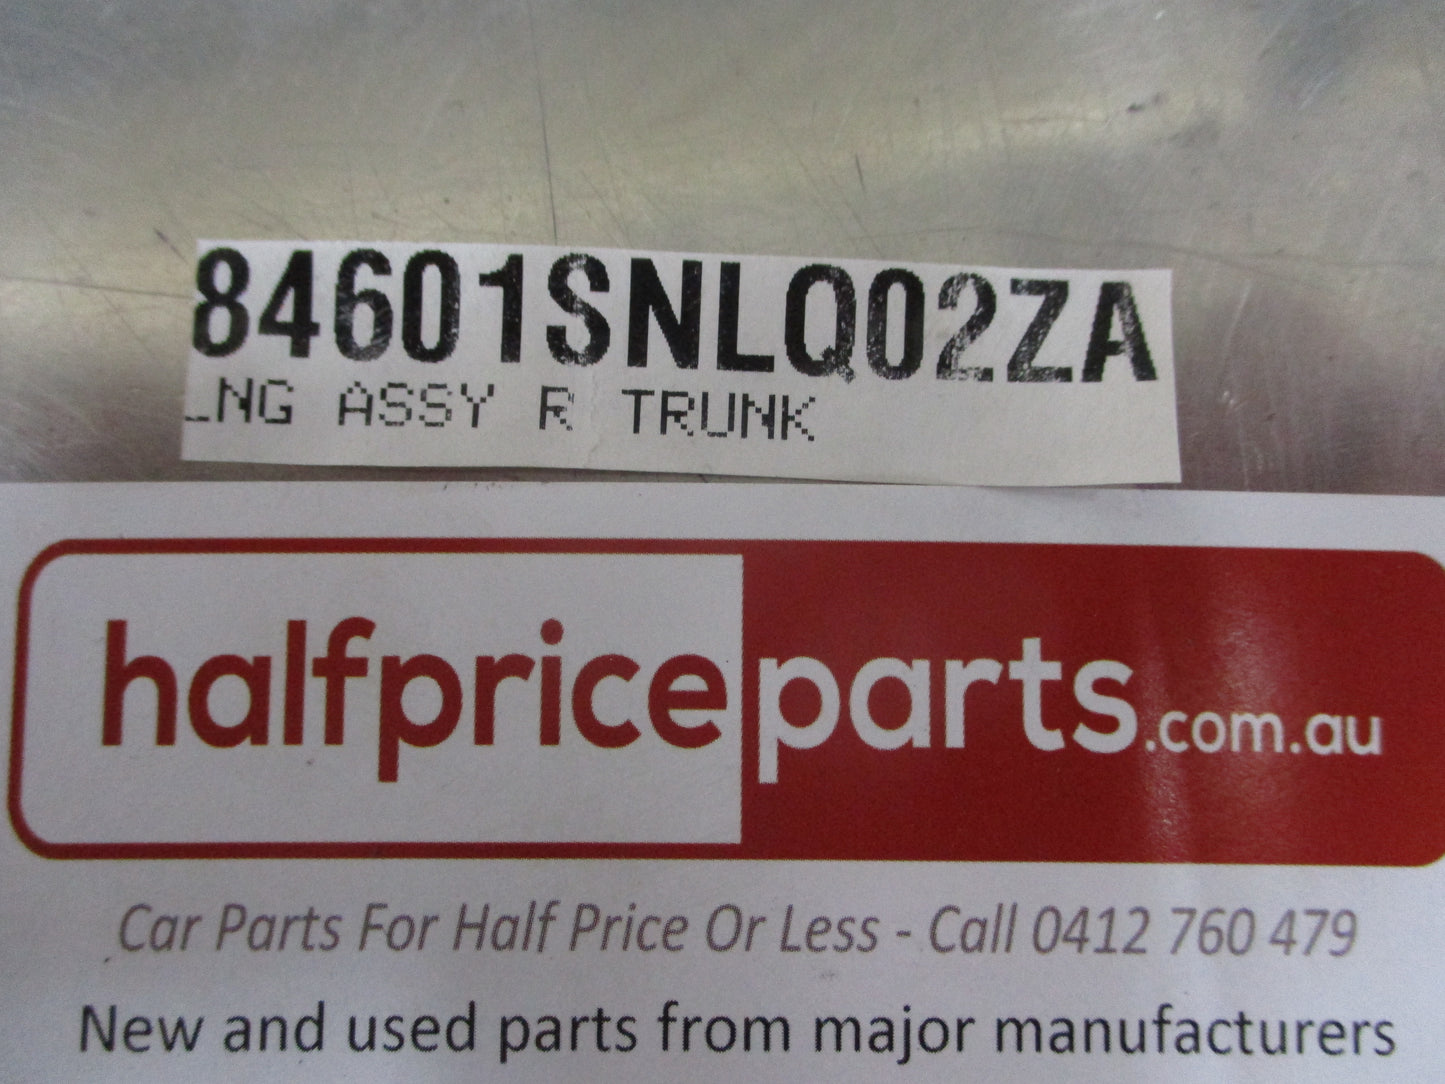 84601SNLQ02ZA
LNG ASSY R TRUNK
halfpriceparts.com.au
Car Parts For Half Price Or Less - Call 0412 760 479
New and used parts from major manufacturers